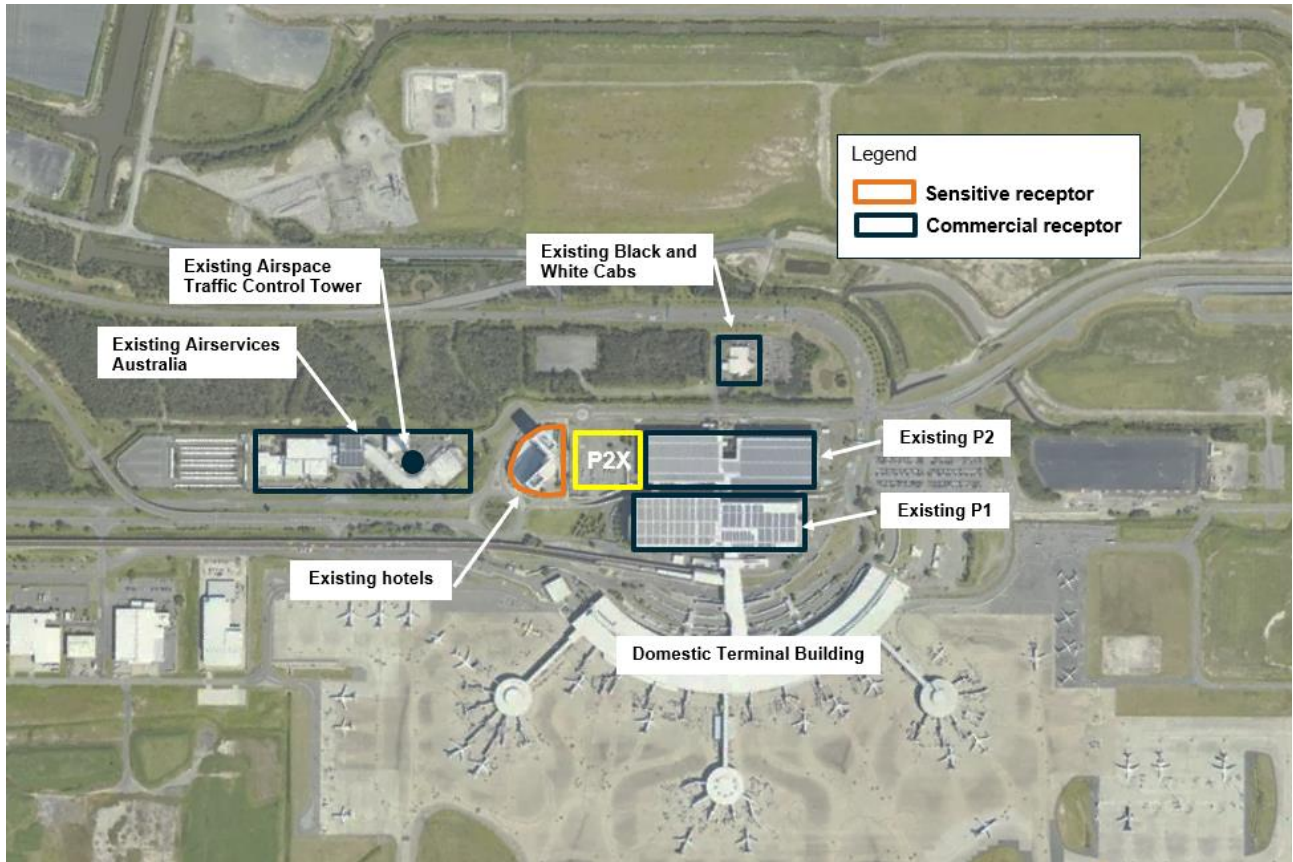 Legend
Sensitive receptor
Commercial receptor
Existing Black and
White Cabs
Existing Airspace
Traffic Control Tower
Existing Airservices
Australia
P2X
Existing P2
Existing P1
Existing hotels
Domestic Terminal Building